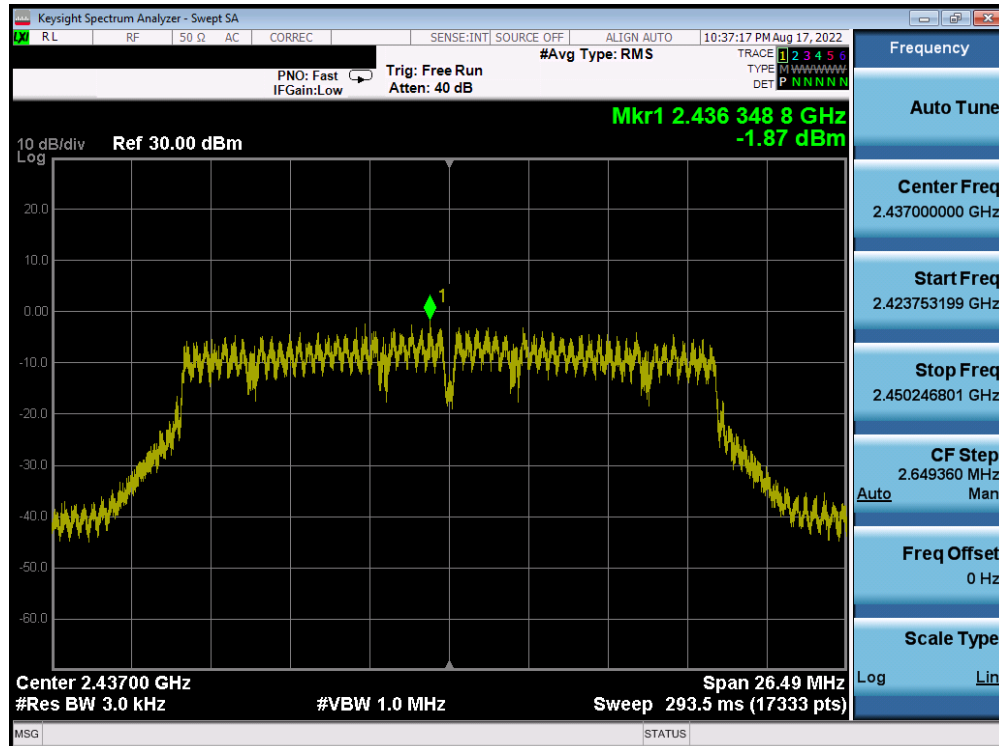 Keysight Spectrum Analyzer - Swept SA
LXI RL RF 50 Ω AC CORREC SENSE:INT SOURCE OFF ALIGN AUTO 10:37:17 PM Aug 17, 2022
#Avg Type: RMS
TRACE 1 2 3 4 5 6
PNO: Fast Trig: Free Run
TYPE M W W W W W
IFGain:Low Atten: 40 dB
DET P N N N N N
Mkr1 2.436 348 8 GHz
-1.87 dBm
10 dB/div Ref 30.00 dBm
Log
1
20.0
10.0
0.00
-10.0
-20.0
-30.0
-40.0
-50.0
-60.0
Center 2.43700 GHz Span 26.49 MHz
#Res BW 3.0 kHz #VBW 1.0 MHz Sweep 293.5 ms (17333 pts)
MSG STATUS
Frequency
Auto Tune
Center Freq
2.437000000 GHz
Start Freq
2.423753199 GHz
Stop Freq
2.450246801 GHz
CF Step
2.649360 MHz
Auto Man
Freq Offset
0 Hz
Scale Type
Log Lin